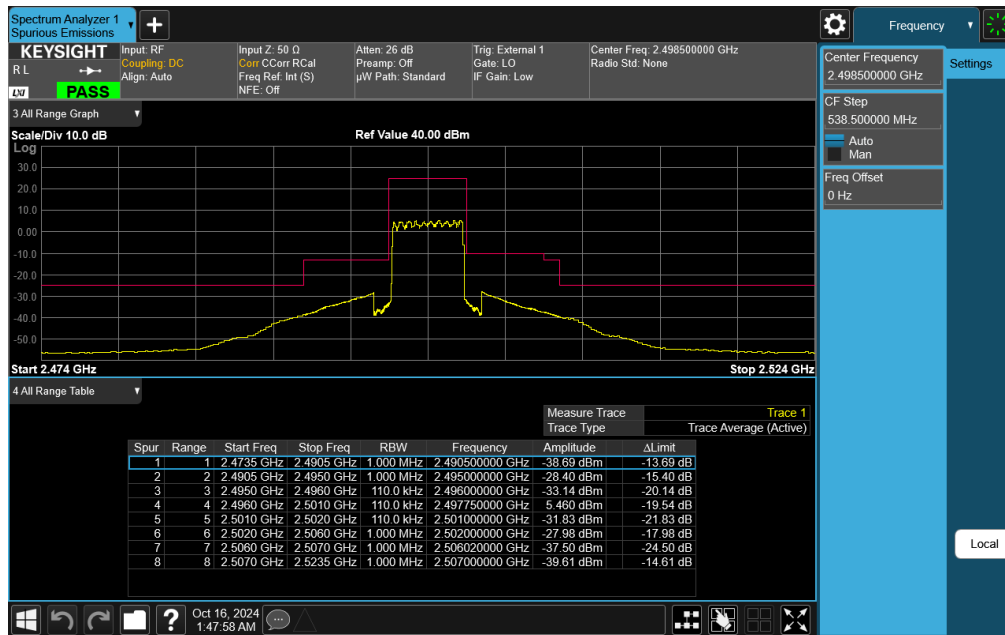 Spectrum Analyzer 1
Spurious Emissions
+
Frequency
KEYSIGHT
R L
LXI
PASS
Input: RF
Coupling: DC
Align: Auto
Input Z: 50 Ω
Corr CCorr RCal
Freq Ref: Int (S)
NFE: Off
Atten: 26 dB
Preamp: Off
µW Path: Standard
Trig: External 1
Gate: LO
IF Gain: Low
Center Freq: 2.498500000 GHz
Radio Std: None
Center Frequency
2.498500000 GHz
Settings
CF Step
538.500000 MHz
Auto
Man
Freq Offset
0 Hz
3 All Range Graph
Scale/Div 10.0 dB
Ref Value 40.00 dBm
Log
30.0
20.0
10.0
0.00
-10.0
-20.0
-30.0
-40.0
-50.0
Start 2.474 GHz
Stop 2.524 GHz
4 All Range Table
Measure Trace Trace 1
Trace Type Trace Average (Active)
Spur Range Start Freq Stop Freq RBW Frequency Amplitude ΔLimit
1 1 2.4735 GHz 2.4905 GHz 1.000 MHz 2.490500000 GHz -38.69 dBm -13.69 dB
2 2 2.4905 GHz 2.4950 GHz 1.000 MHz 2.495000000 GHz -28.40 dBm -15.40 dB
3 3 2.4950 GHz 2.4960 GHz 110.0 kHz 2.496000000 GHz -33.14 dBm -20.14 dB
4 4 2.4960 GHz 2.5010 GHz 110.0 kHz 2.497750000 GHz 5.460 dBm -19.54 dB
5 5 2.5010 GHz 2.5020 GHz 110.0 kHz 2.501000000 GHz -31.83 dBm -21.83 dB
6 6 2.5020 GHz 2.5060 GHz 1.000 MHz 2.502000000 GHz -27.98 dBm -17.98 dB
7 7 2.5060 GHz 2.5070 GHz 1.000 MHz 2.506020000 GHz -37.50 dBm -24.50 dB
8 8 2.5070 GHz 2.5235 GHz 1.000 MHz 2.507000000 GHz -39.61 dBm -14.61 dB
Local
?
Oct 16, 2024
1:47:58 AM